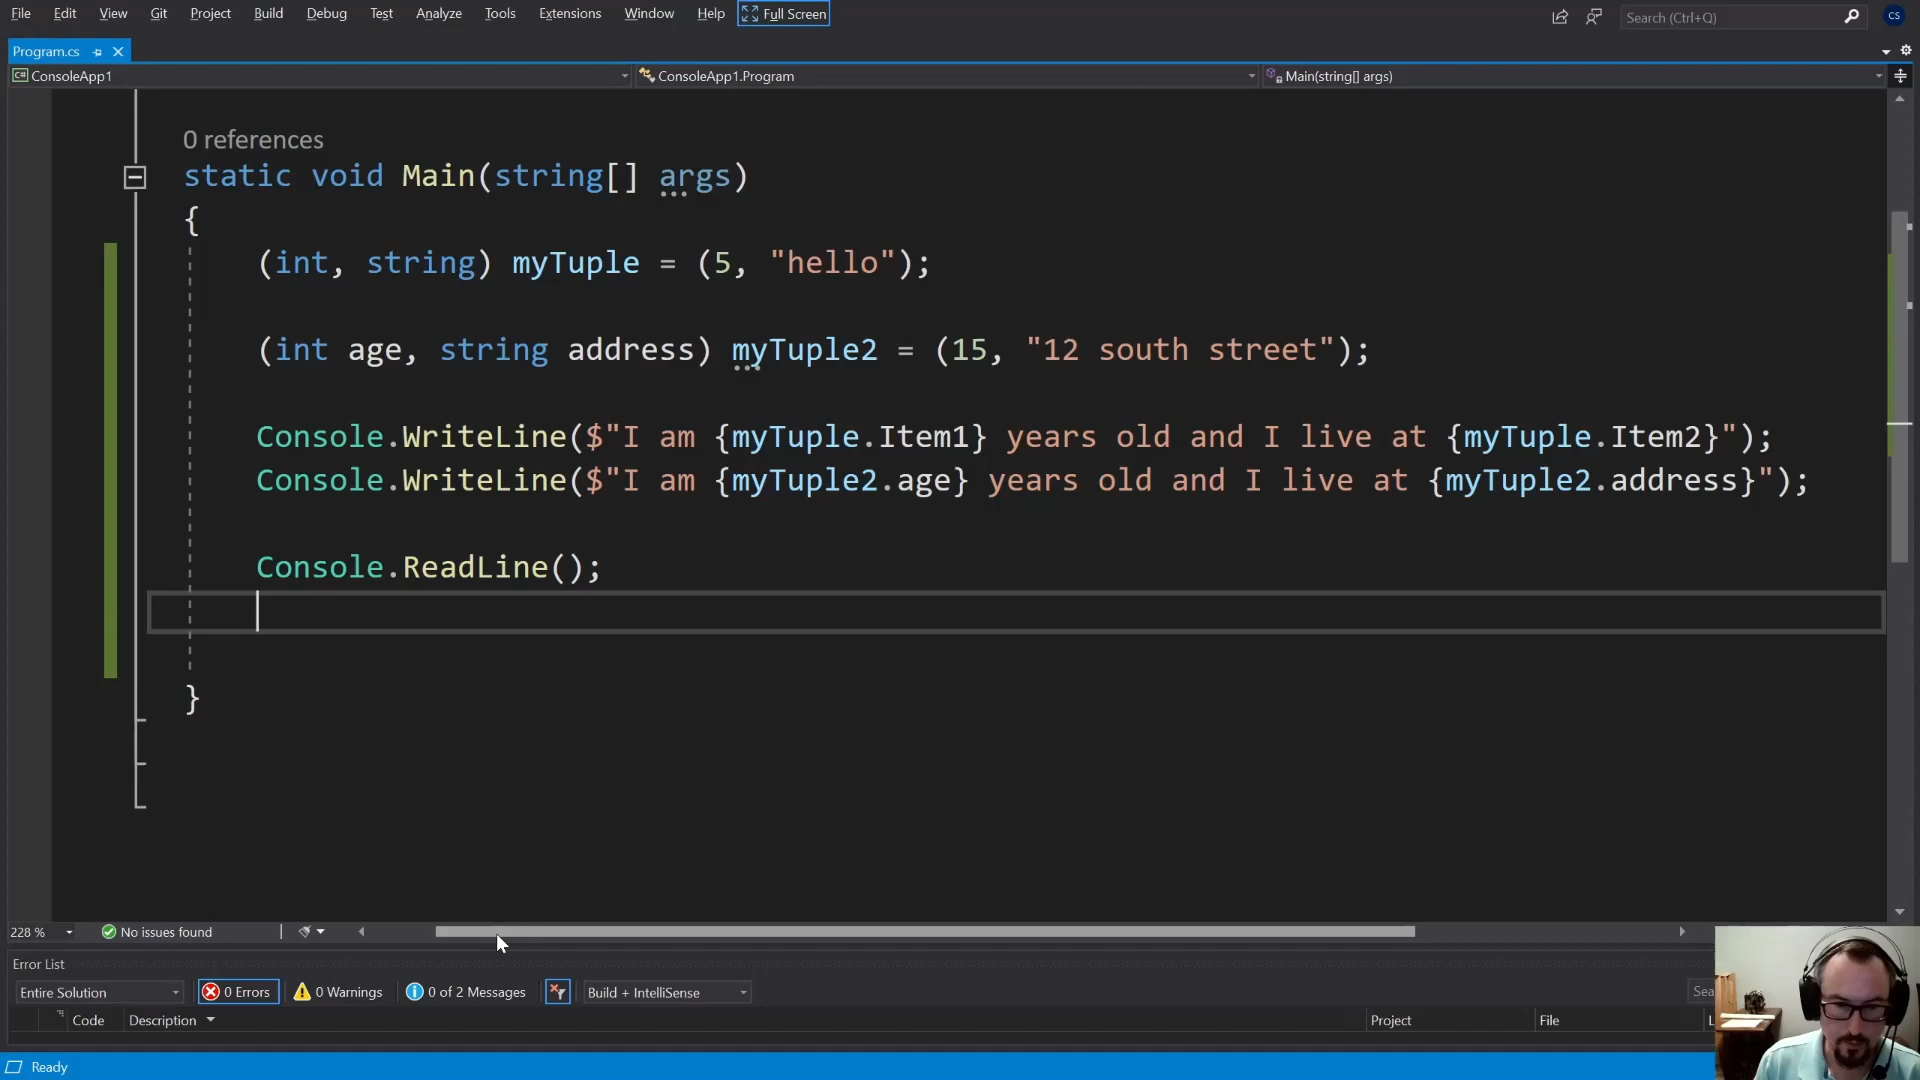 File Edit View Git Project Build Debug Test Analyze Tools Extensions Window Help Full Screen Search (Ctrl+Q) CS
Program.cs
C# ConsoleApp1 ConsoleApp1.Program Main(string[] args)
0 references
static void Main(string[] args)
{
(int, string) myTuple = (5, "hello");
(int age, string address) myTuple2 = (15, "12 south street");
Console.WriteLine($"I am {myTuple.Item1} years old and I live at {myTuple.Item2}");
Console.WriteLine($"I am {myTuple2.age} years old and I live at {myTuple2.address}");
Console.ReadLine();
}
228 % No issues found
Error List
Entire Solution 0 Errors 0 Warnings 0 of 2 Messages Build + IntelliSense Sea
Code Description Project File L
Ready